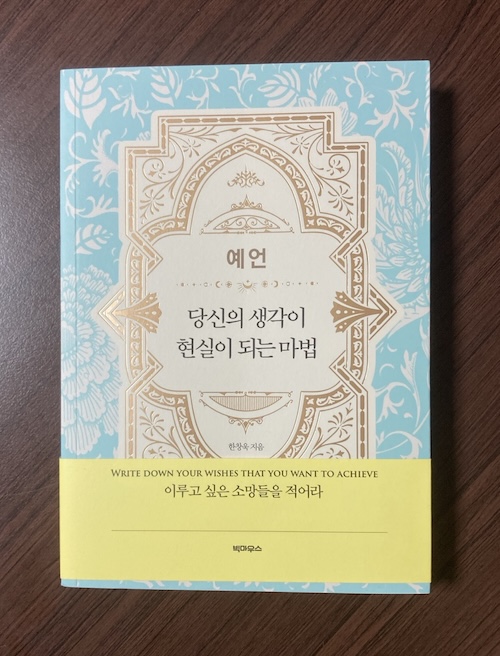 예언
당신의 생각이
현실이 되는 마법
한창욱 지음
WRITE DOWN YOUR WISHES THAT YOU WANT TO ACHIEVE
이루고 싶은 소망들을 적어라
빅마우스